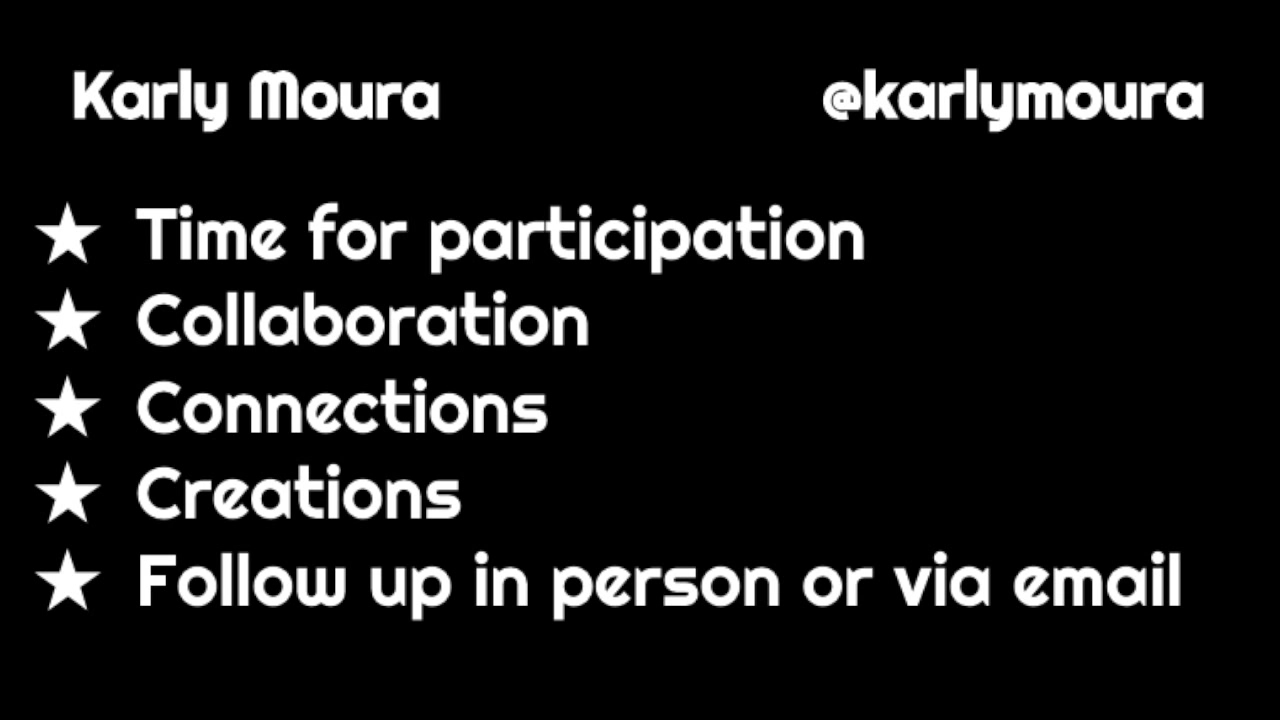 Karly Moura @karlymoura
★ Time for participation
★ Collaboration
★ Connections
★ Creations
★ Follow up in person or via email